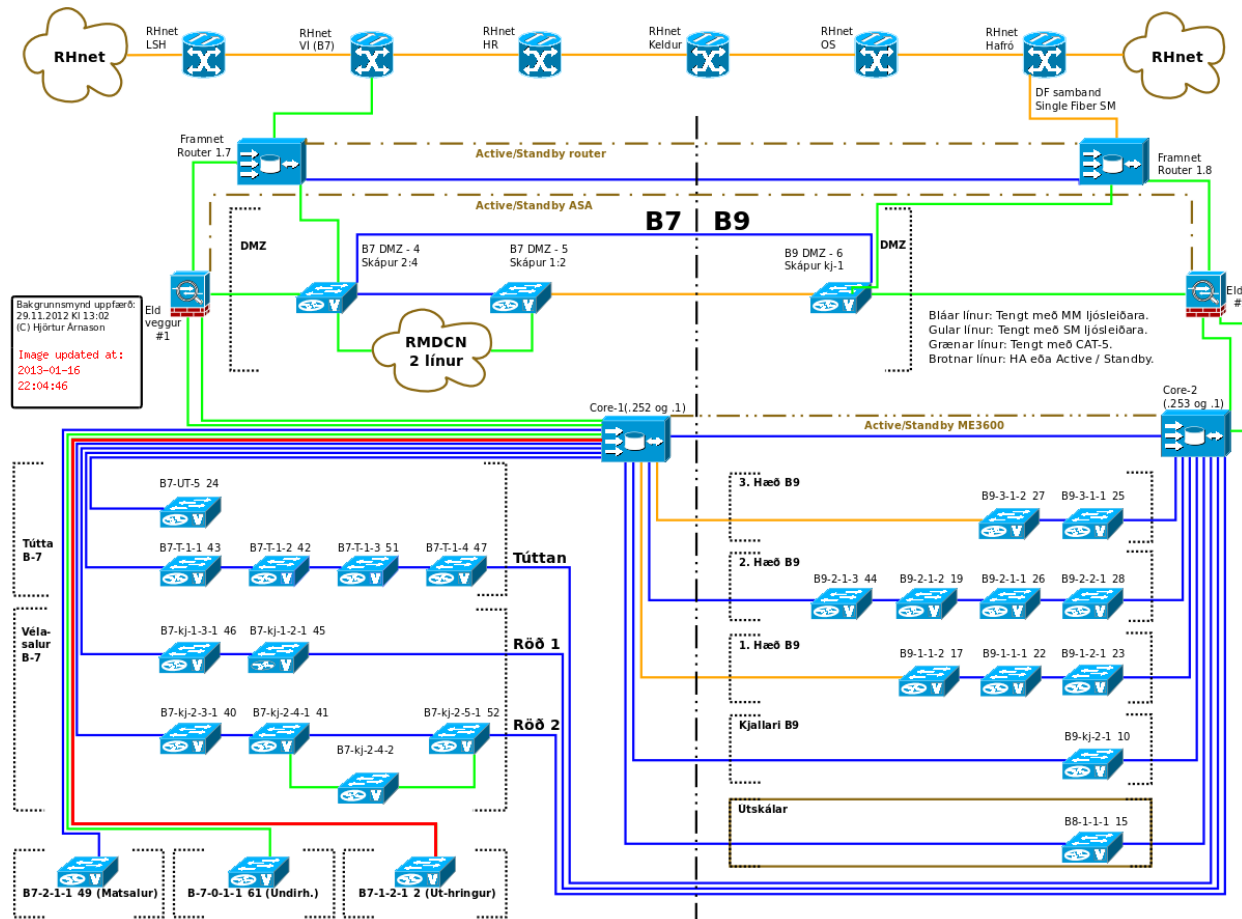 RHnet
LSH
RHnet
VI (B7)
RHnet
HR
RHnet
Keldur
RHnet
OS
RHnet
Hafró
RHnet
RHnet
DF samband
Single Fiber SM
Framnet
Router 1.7
Active/Standby router
Framnet
Router 1.8
Active/Standby ASA
B7
B9
DMZ
B7 DMZ - 4
Skápur 2:4
B7 DMZ - 5
Skápur 1:2
B9 DMZ - 6
Skápur kj-1
DMZ
Bakgrunnsmynd uppfærð:
29.11.2012 Kl 13:02
(C) Hjörtur Árnason
Image updated at:
2013-01-16
22:04:46
Eld
veggur
#1
RMDCN
2 línur
Eld
#
Bláar línur: Tengt með MM ljósleiðara.
Gular línur: Tengt með SM ljósleiðara.
Grænar línur: Tengt með CAT-5.
Brotnar línur: HA eða Active / Standby.
Core-1(.252 og .1)
Active/Standby ME3600
Core-2
(.253 og .1)
Tútta
B-7
B7-UT-5 24
B7-T-1-1 43
B7-T-1-2 42
B7-T-1-3 51
B7-T-1-4 47
Túttan
Véla-
salur
B-7
B7-kj-1-3-1 46
B7-kj-1-2-1 45
Röð 1
B7-kj-2-3-1 40
B7-kj-2-4-1 41
B7-kj-2-5-1 52
Röð 2
B7-kj-2-4-2
B7-2-1-1 49 (Matsalur)
B-7-0-1-1 61 (Undirh.)
B7-1-2-1 2 (Ut-hringur)
3. Hæð B9
B9-3-1-2 27
B9-3-1-1 25
2. Hæð B9
B9-2-1-3 44
B9-2-1-2 19
B9-2-1-1 26
B9-2-2-1 28
1. Hæð B9
B9-1-1-2 17
B9-1-1-1 22
B9-1-2-1 23
Kjallari B9
B9-kj-2-1 10
Útskálar
B8-1-1-1 15